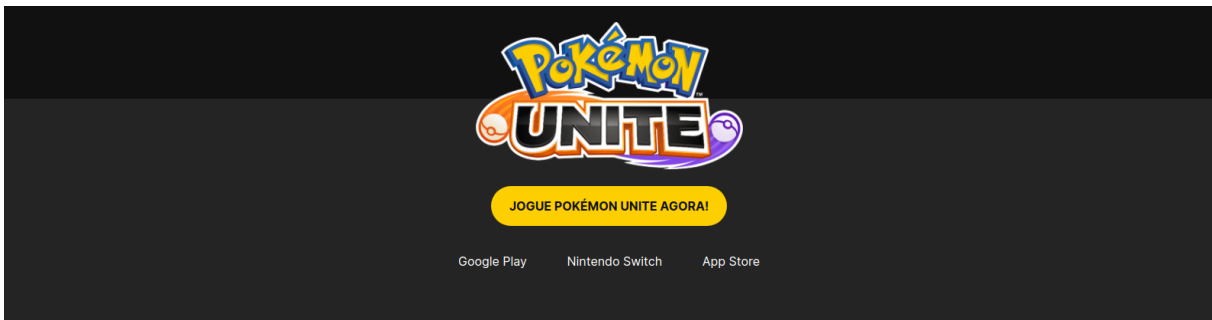 POKÉMON
UNITE
JOGUE POKÉMON UNITE AGORA!
Google Play Nintendo Switch App Store